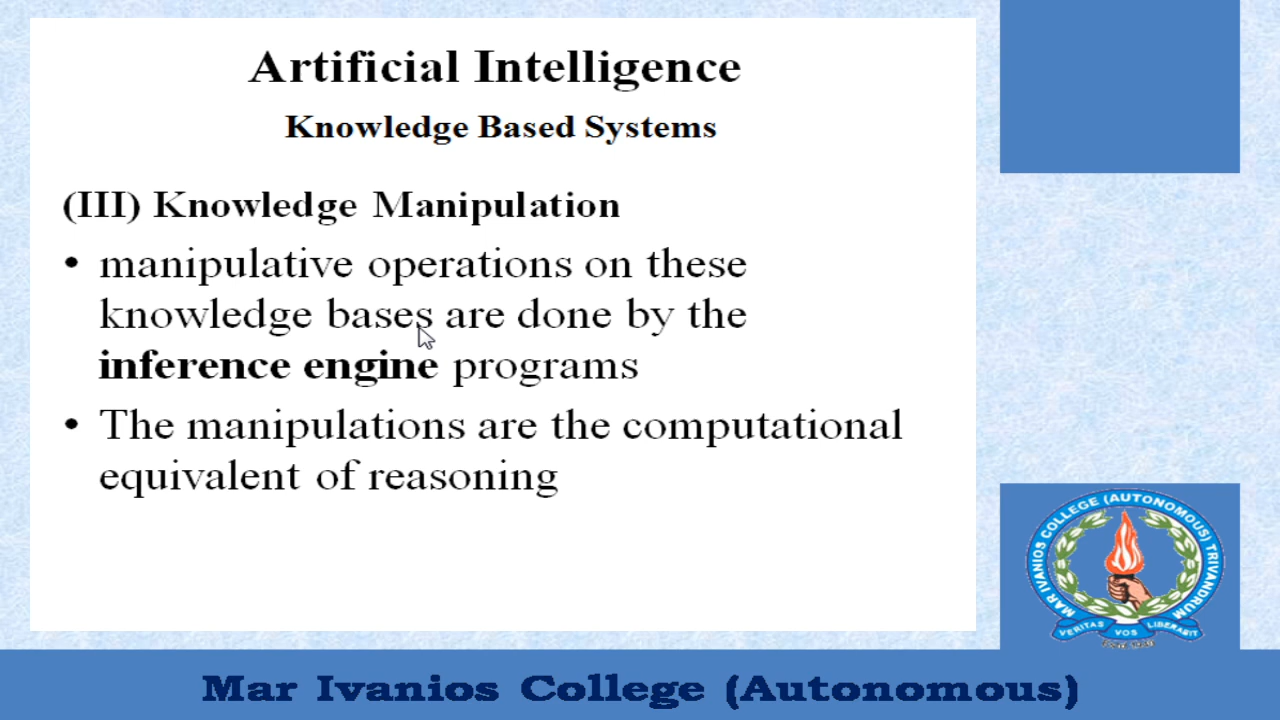 Artificial Intelligence
Knowledge Based Systems
(III) Knowledge Manipulation
• manipulative operations on these
knowledge bases are done by the
inference engine programs
• The manipulations are the computational
equivalent of reasoning
MAR IVANIOS COLLEGE (AUTONOMOUS) TRIVANDRUM
VERITAS VOS LIBERABIT
Mar Ivanios College (Autonomous)